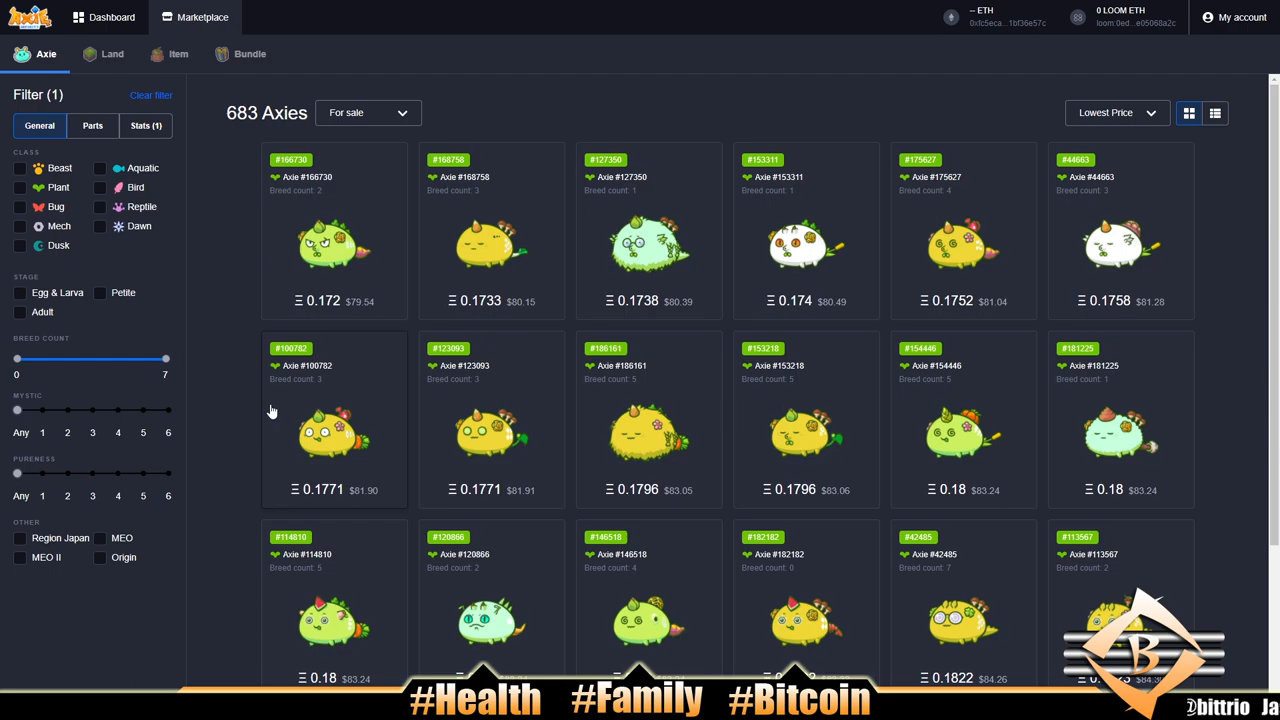 AXIE
INFINITY
Dashboard
Marketplace
-- ETH
0xfc5eca...1bf36e57c
0 LOOM ETH
loom:0ed...e05068a2c
My account
Axie
Land
Item
Bundle
Filter (1)
Clear filter
General
Parts
Stats (1)
CLASS
Beast
Aquatic
Plant
Bird
Bug
Reptile
Mech
Dawn
Dusk
STAGE
Egg & Larva
Petite
Adult
BREED COUNT
0 7
MYSTIC
Any 1 2 3 4 5 6
PURENESS
Any 1 2 3 4 5 6
OTHER
Region Japan
MEO
MEO II
Origin
683 Axies
For sale
Lowest Price
#166730
Axie #166730
Breed count: 2
Ξ 0.172 $79.54
#168758
Axie #168758
Breed count: 3
Ξ 0.1733 $80.15
#127350
Axie #127350
Breed count: 1
Ξ 0.1738 $80.39
#153311
Axie #153311
Breed count: 1
Ξ 0.174 $80.49
#175627
Axie #175627
Breed count: 4
Ξ 0.1752 $81.04
#44663
Axie #44663
Breed count: 3
Ξ 0.1758 $81.28
#100782
Axie #100782
Breed count: 3
Ξ 0.1771 $81.90
#123093
Axie #123093
Breed count: 3
Ξ 0.1771 $81.91
#186161
Axie #186161
Breed count: 5
Ξ 0.1796 $83.05
#153218
Axie #153218
Breed count: 5
Ξ 0.1796 $83.06
#154446
Axie #154446
Breed count: 5
Ξ 0.18 $83.24
#181225
Axie #181225
Breed count: 1
Ξ 0.18 $83.24
#114810
Axie #114810
Breed count: 5
Ξ 0.18 $83.24
#120866
Axie #120866
Breed count: 2
#146518
Axie #146518
Breed count: 4
#182182
Axie #182182
Breed count: 0
#42485
Axie #42485
Breed count: 7
Ξ 0.1822 $84.26
#113567
Axie #113567
Breed count: 2
B
#Health #Family #Bitcoin
@bittrio Ja